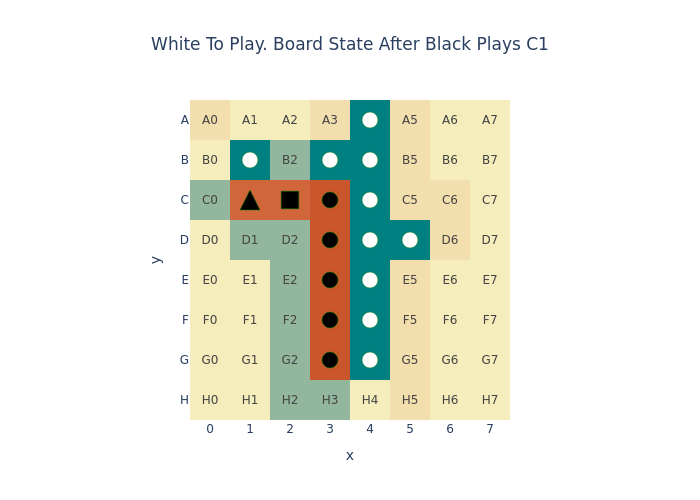 White To Play. Board State After Black Plays C1
A A0 A1 A2 A3 A5 A6 A7
B B0 B2 B5 B6 B7
C C0 C5 C6 C7
D D0 D1 D2 D6 D7
y
E E0 E1 E2 E5 E6 E7
F F0 F1 F2 F5 F6 F7
G G0 G1 G2 G5 G6 G7
H H0 H1 H2 H3 H4 H5 H6 H7
0 1 2 3 4 5 6 7
x